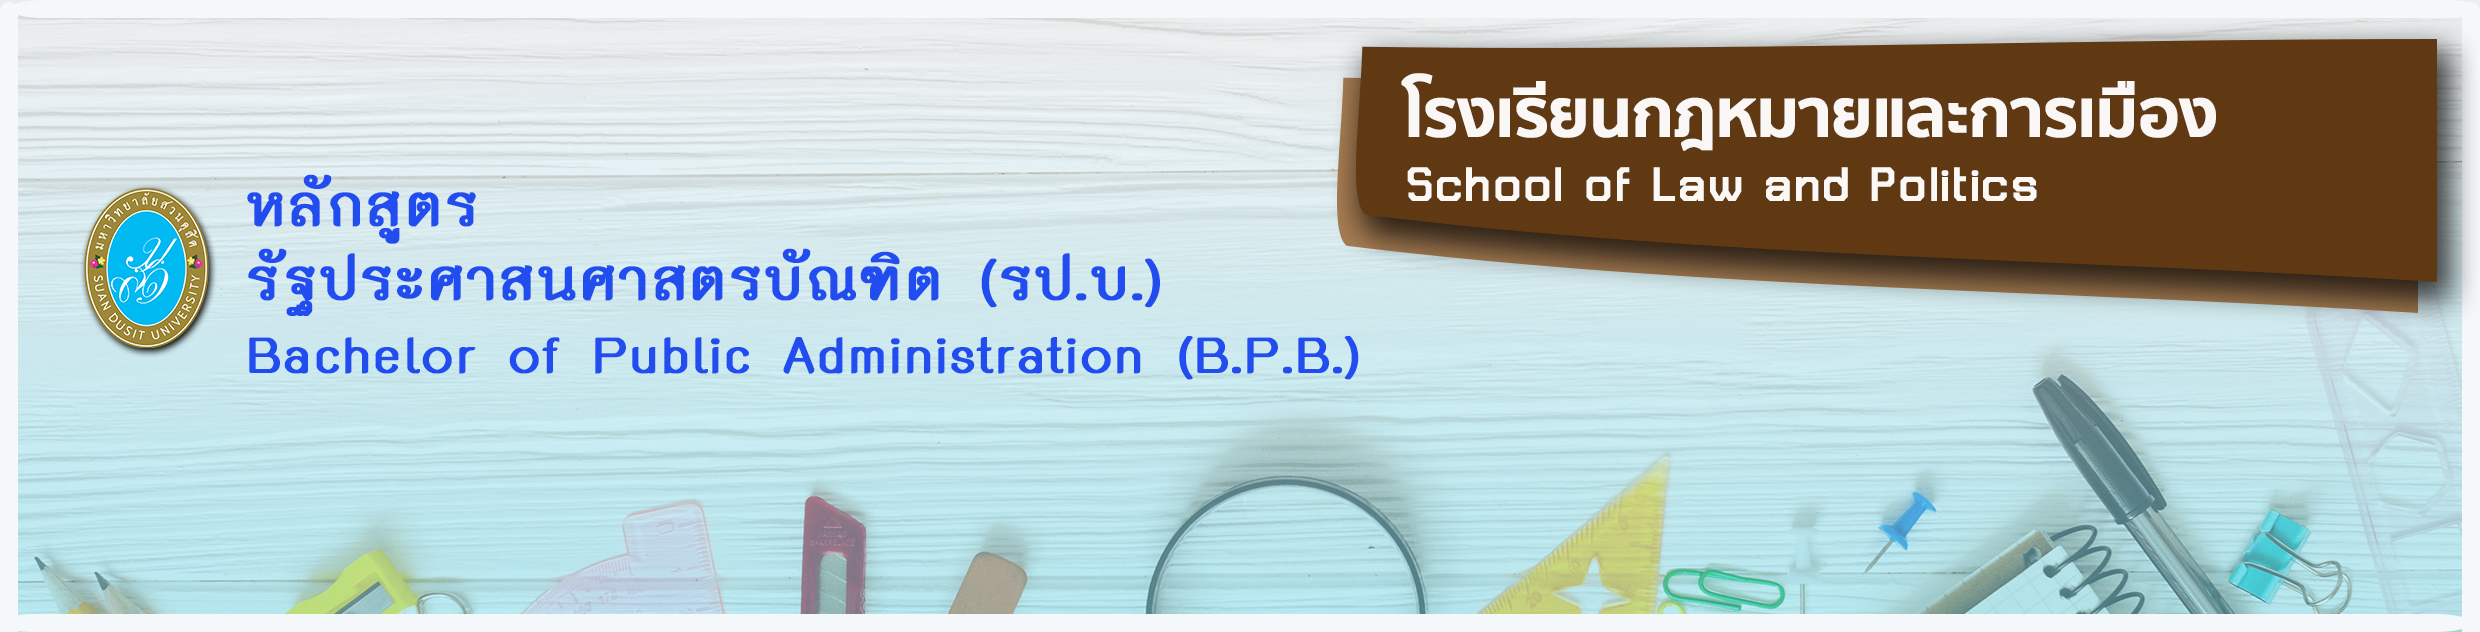 โรงเรียนกฎหมายและการเมือง
School of Law and Politics
หลักสูตร
รัฐประศาสนศาสตรบัณฑิต (รป.บ.)
Bachelor of Public Administration (B.P.B.)
มหาวิทยาลัยสวนดุสิต
SUAN DUSIT UNIVERSITY